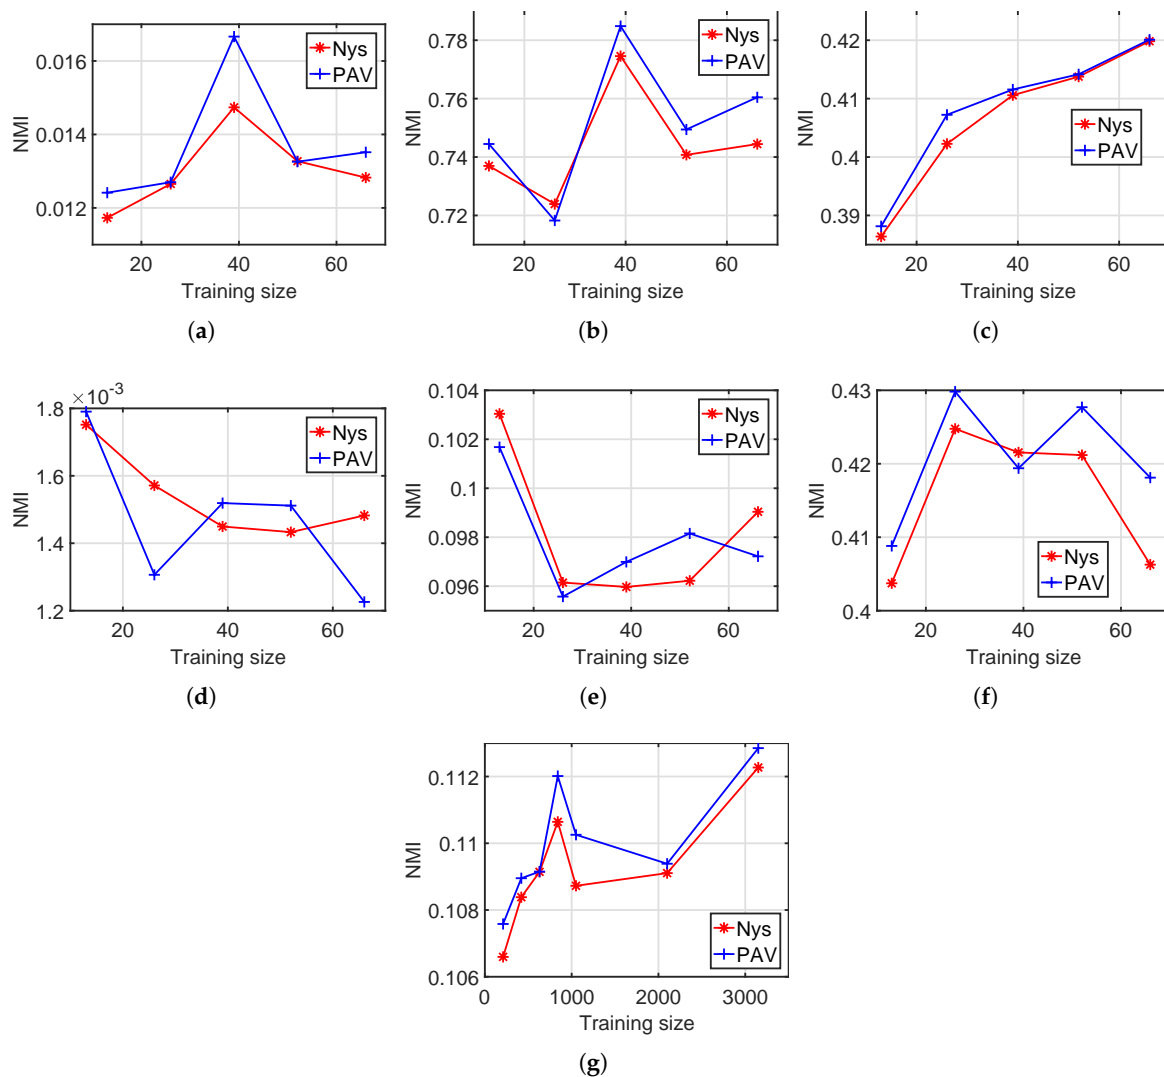 0.016
0.014
0.012
NMI
Nys
PAV
20 40 60
Training size
(a)
0.78
0.76
0.74
0.72
NMI
Nys
PAV
20 40 60
Training size
(b)
0.42
0.41
0.4
0.39
NMI
Nys
PAV
20 40 60
Training size
(c)
×10-3
1.8
1.6
1.4
1.2
NMI
Nys
PAV
20 40 60
Training size
(d)
0.104
0.102
0.1
0.098
0.096
NMI
Nys
PAV
20 40 60
Training size
(e)
0.43
0.42
0.41
0.4
NMI
Nys
PAV
20 40 60
Training size
(f)
0.112
0.11
0.108
0.106
NMI
Nys
PAV
0 1000 2000 3000
Training size
(g)